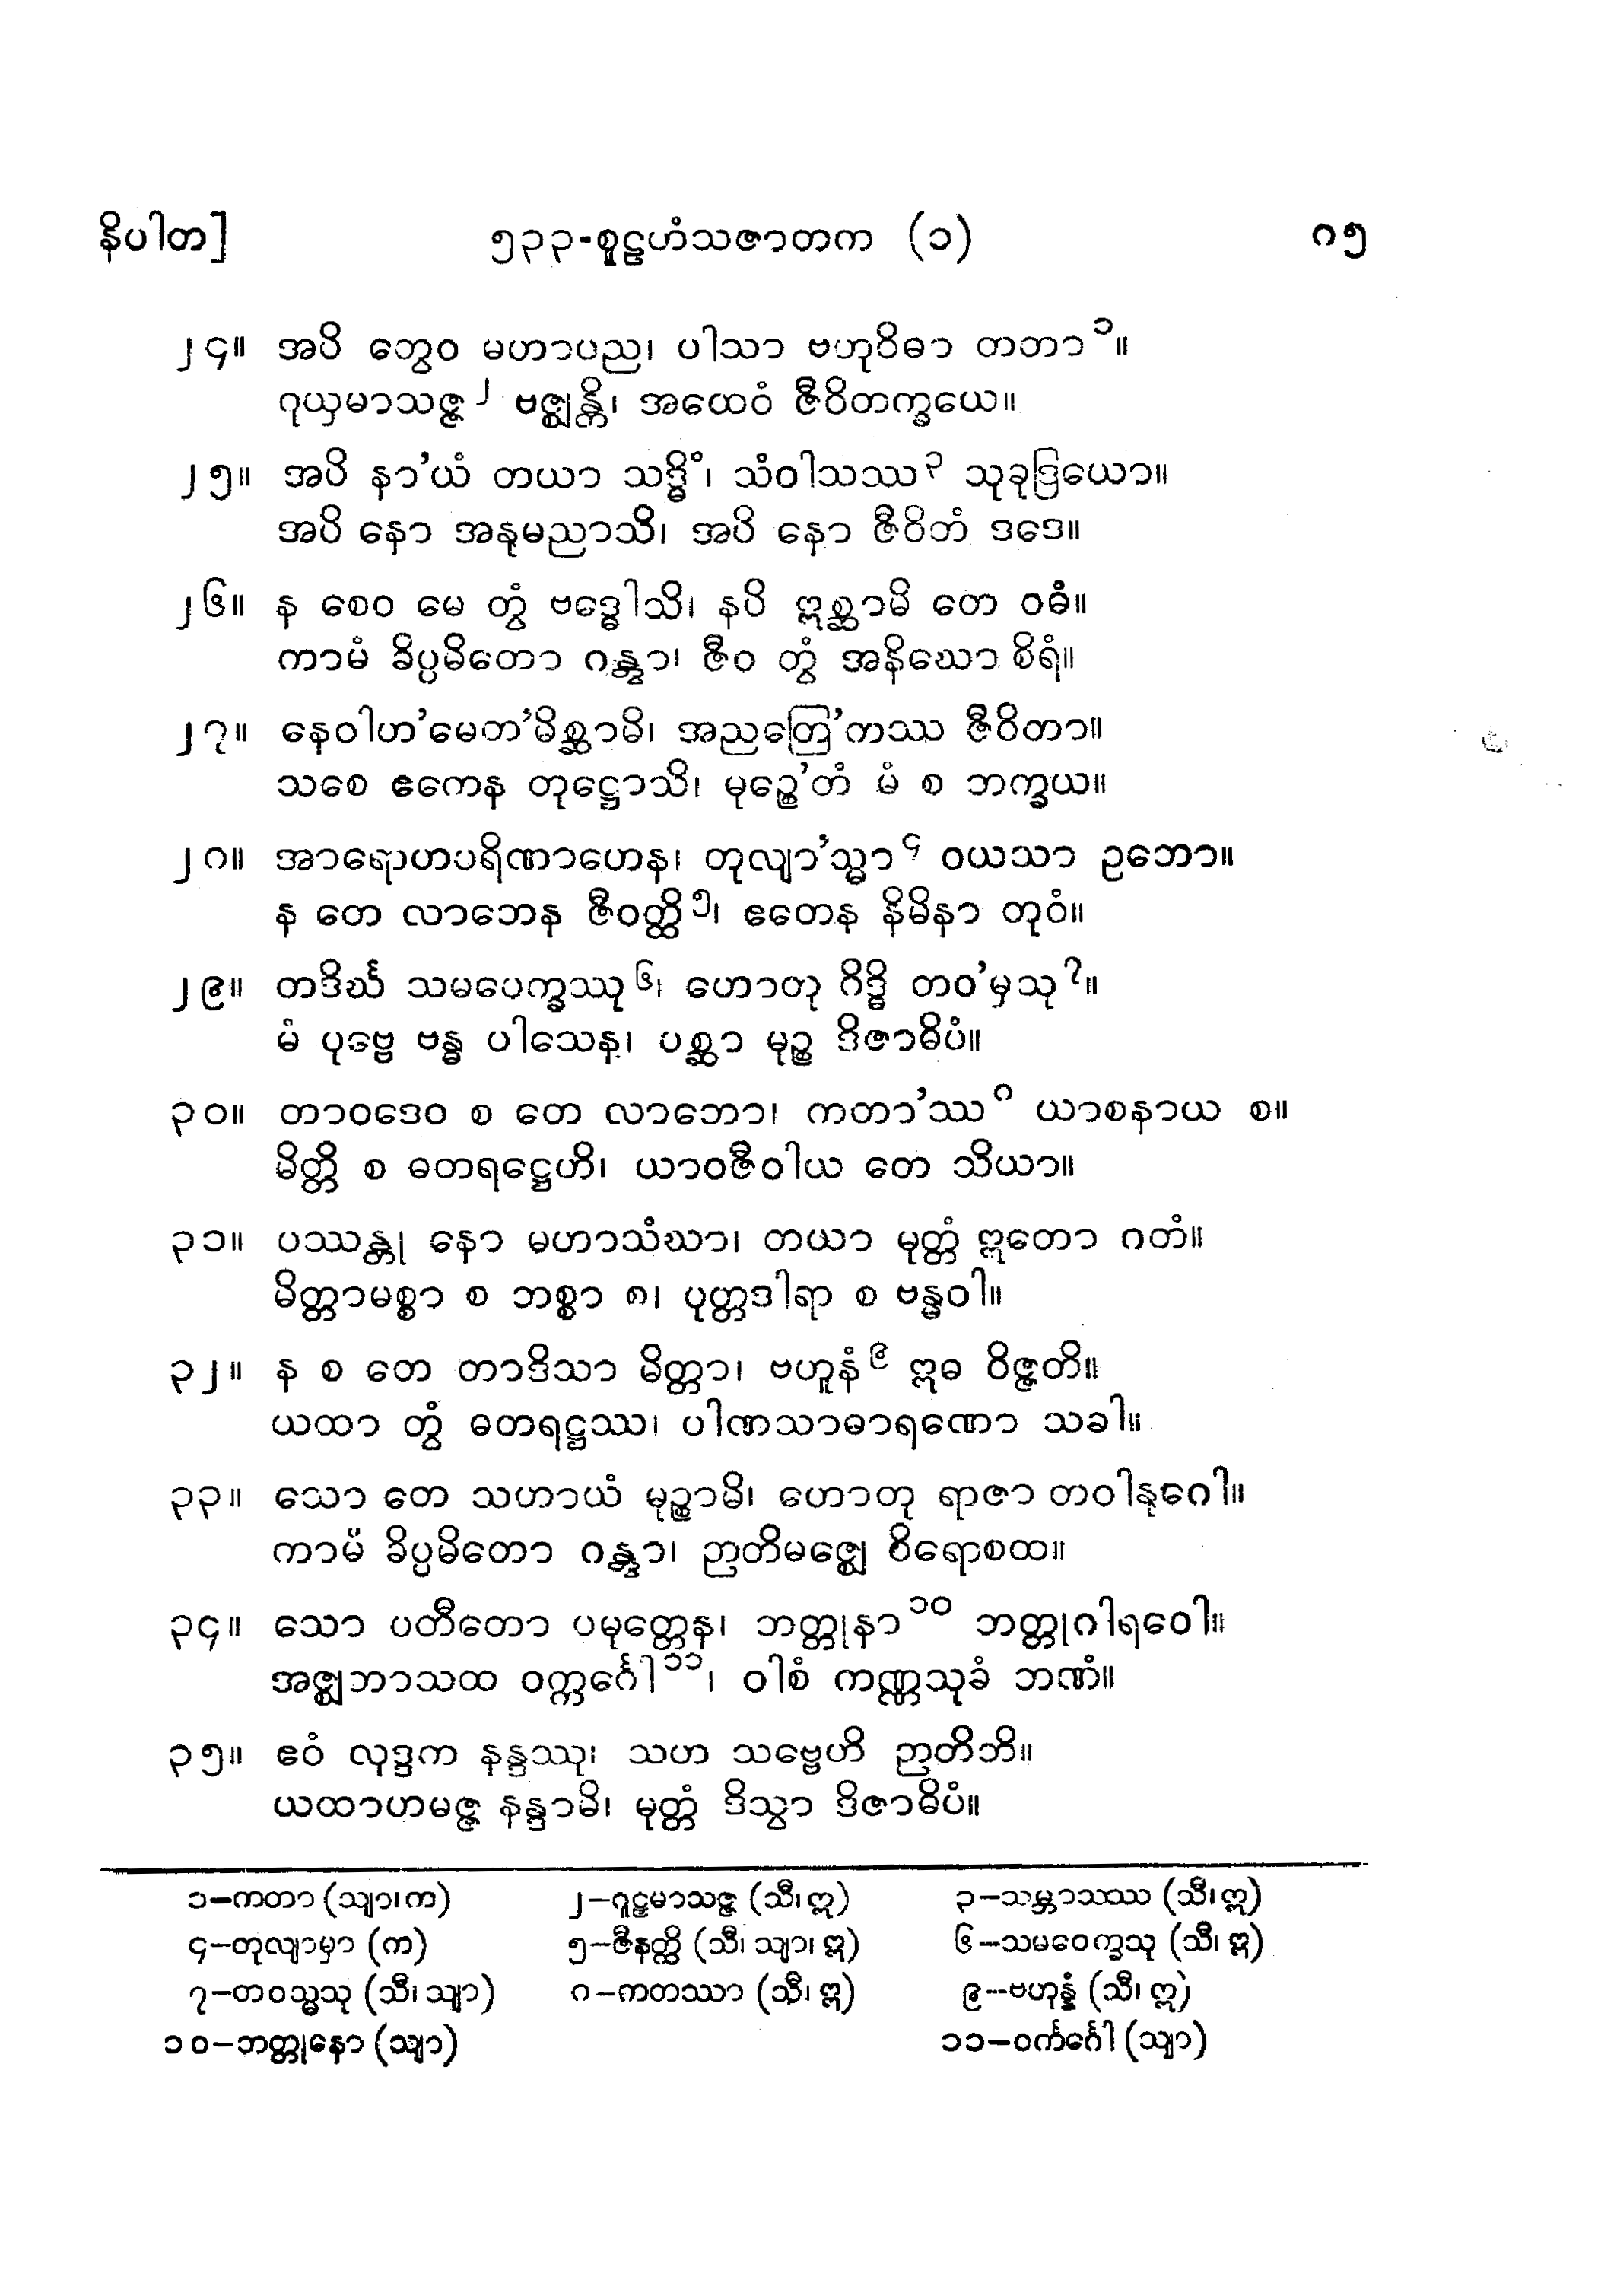 နိပါတ] ၅၃၃-စူဠဟံသဇာတက (၁) ၈၅
၂၄။ အပိ တွေဝ မဟာပည၊ ပါသာ ဗဟုဝိဓာ တတာ၁။
ဂုယှမာသဇ္ဇ၂ ဗဇ္ဈန္တိ၊ အထေဝံ ဇီဝိတက္ခယေ။
၂၅။ အပိ နာ’ယံ တယာ သဒ္ဓိံ၊ သံဝါသဿ၃ သုခုဒြယော။
အပိ နော အနုမညာသိ၊ အပိ နော ဇီဝိတံ ဒဒေ။
၂၆။ န စေဝ မေ တွံ ဗဒ္ဓေါသိ၊ နပိ ဣစ္ဆာမိ တေ ဝဓံ။
ကာမံ ခိပ္ပမိတော ဂန္တွာ၊ ဇီဝ တွံ အနိဃော စိရံ။
၂၇။ နေဝါဟ’မေတ’မိစ္ဆာမိ၊ အညတြေ’ကဿ ဇီဝိတာ။
သစေ ဧကေန တုဋ္ဌောသိ၊ မုဉ္စေ’တံ မံ စ ဘက္ခယ။
၂၈။ အာရောဟပရိဏာဟေန၊ တုလျာ’သ္မာ၄ ဝယသာ ဥဘော။
န တေ လာဘေန ဇီဝတ္ထိ၅၊ ဧတေန နိမိနာ တုဝံ။
၂၉။ တဒိင်္ဃ သမပေက္ခဿု၆၊ ဟောတု ဂိဒ္ဓိ တဝ’မှသု၇။
မံ ပုဗ္ဗေ ဗန္ဓ ပါသေန၊ ပစ္ဆာ မုဉ္စ ဒိဇာဓိပံ။
၃၀။ တာဝဒေဝ စ တေ လာဘော၊ ကတာ’ဿ၈ ယာစနာယ စ။
မိတ္တိ စ ဓတရဋ္ဌေဟိ၊ ယာဝဇီဝါယ တေ သိယာ။
၃၁။ ပဿန္တု နော မဟာသံဃာ၊ တယာ မုတ္တံ ဣတော ဂတံ။
မိတ္တာမစ္စာ စ ဘစ္စာ စ၊ ပုတ္တဒါရာ စ ဗန္ဓဝါ။
၃၂။ န စ တေ တာဒိသာ မိတ္တာ၊ ဗဟူနံ၉ ဣဓ ဝိဇ္ဇတိ။
ယထာ တွံ ဓတရဋ္ဌဿ၊ ပါဏသာဓာရဏော သခါ။
၃၃။ သော တေ သဟာယံ မုဉ္စာမိ၊ ဟောတု ရာဇာ တဝါနုဂေါ။
ကာမံ ခိပ္ပမိတော ဂန္တွာ၊ ဉာတိမဇ္ဈေ ဝိရောစထ။
၃၄။ သော ပတီတော ပမုတ္တေန၊ ဘတ္တုနာ၁၀ ဘတ္တုဂါရဝေါ။
အဇ္ဈဘာသထ ဝက္ကင်္ဂေါ၁၁၊ ဝါစံ ကဏ္ဏသုခံ ဘဏံ။
၃၅။ ဧဝံ လုဒ္ဒက နန္ဒဿု၊ သဟ သဗ္ဗေဟိ ဉာတိဘိ။
ယထာဟမဇ္ဇ နန္ဒာမိ၊ မုတ္တံ ဒိသွာ ဒိဇာဓိပံ။
၁–ကတာ (သျာ၊က) ၂–ဂူဠှမာသဇ္ဇ (သီ၊ဣ) ၃–သမ္ဘာသဿ (သီ၊ဣ)
၄–တုလျာမှာ (က) ၅–ဇီနတ္ထိ (သီ၊ သျာ၊ ဣ) ၆–သမဝေက္ခသု (သီ၊ ဣ)
၇–တဝသ္မသု (သီ၊ သျာ) ၈–ကတဿာ (သီ၊ ဣ) ၉–ဗဟုန္နံ (သီ၊ ဣ)
၁၀–ဘတ္တုနော (သျာ) ၁၁–ဝင်္ကင်္ဂေါ (သျာ)